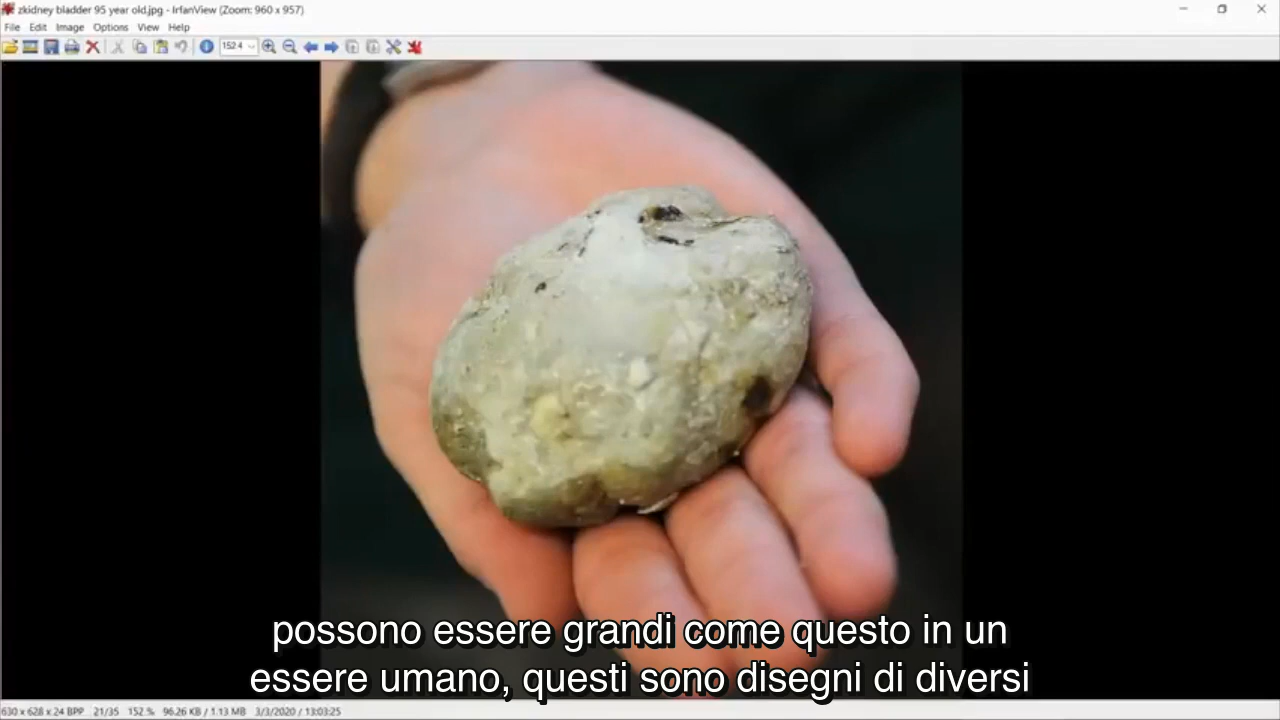 zkidney bladder 95 year old.jpg - IrfanView (Zoom: 960 x 957)
File Edit Image Options View Help
152.4
possono essere grandi come questo in un
essere umano, questi sono disegni di diversi
630 x 628 x 24 BPP 21/35 152 % 96.26 KB / 1.13 MB 3/3/2020 / 13:03:25